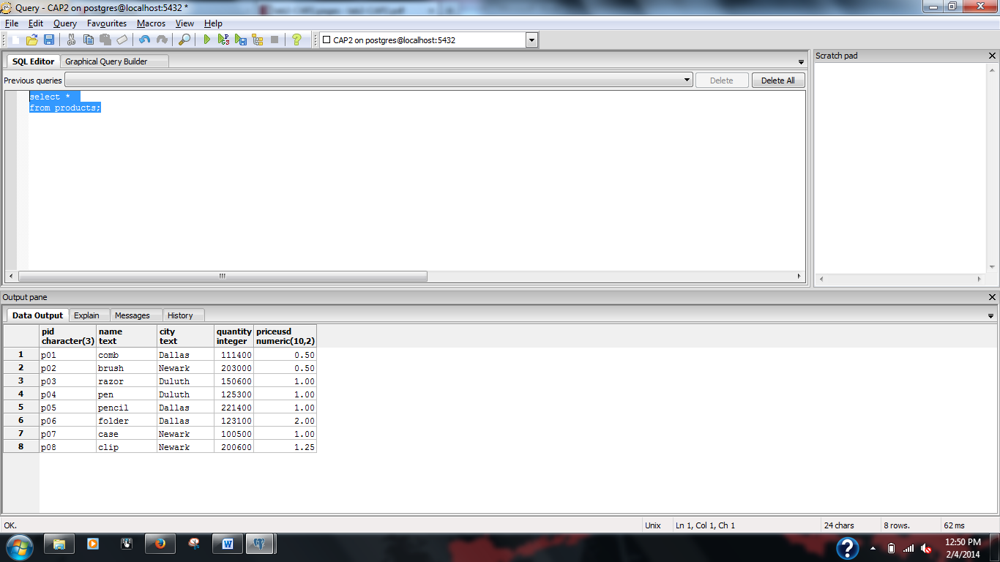 Query - CAP2 on postgres@localhost:5432 *
File Edit Query Favourites Macros View Help
CAP2 on postgres@localhost:5432
SQL Editor Graphical Query Builder
Scratch pad
Previous queries Delete Delete All
select *
from products;
Output pane
Data Output Explain Messages History
pid name city quantity priceusd
character(3) text text integer numeric(10,2)
1 p01 comb Dallas 111400 0.50
2 p02 brush Newark 203000 0.50
3 p03 razor Duluth 150600 1.00
4 p04 pen Duluth 125300 1.00
5 p05 pencil Dallas 221400 1.00
6 p06 folder Dallas 123100 2.00
7 p07 case Newark 100500 1.00
8 p08 clip Newark 200600 1.25
OK. Unix Ln 1, Col 1, Ch 1 24 chars 8 rows. 62 ms
12:50 PM
2/4/2014